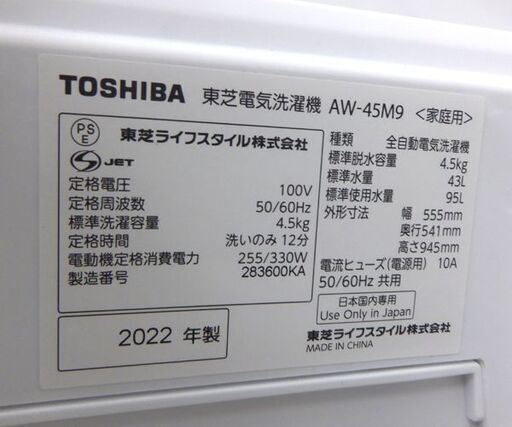 TOSHIBA 東芝電気洗濯機 AW-45M9 <家庭用>
PS
E
東芝ライフスタイル株式会社
S JET
定格電圧 100V
定格周波数 50/60Hz
標準洗濯容量 4.5kg
定格時間 洗いのみ 12分
電動機定格消費電力 255/330W
製造番号 283600KA
2022 年製
種類 全自動電気洗濯機
標準脱水容量 4.5kg
標準水量 43L
標準使用水量 95L
外形寸法 幅 555mm
奥行541mm
高さ945mm
電流ヒューズ(電源用) 10A
50/60Hz 共用
日本国内専用
Use Only in Japan
東芝ライフスタイル株式会社
MADE IN CHINA